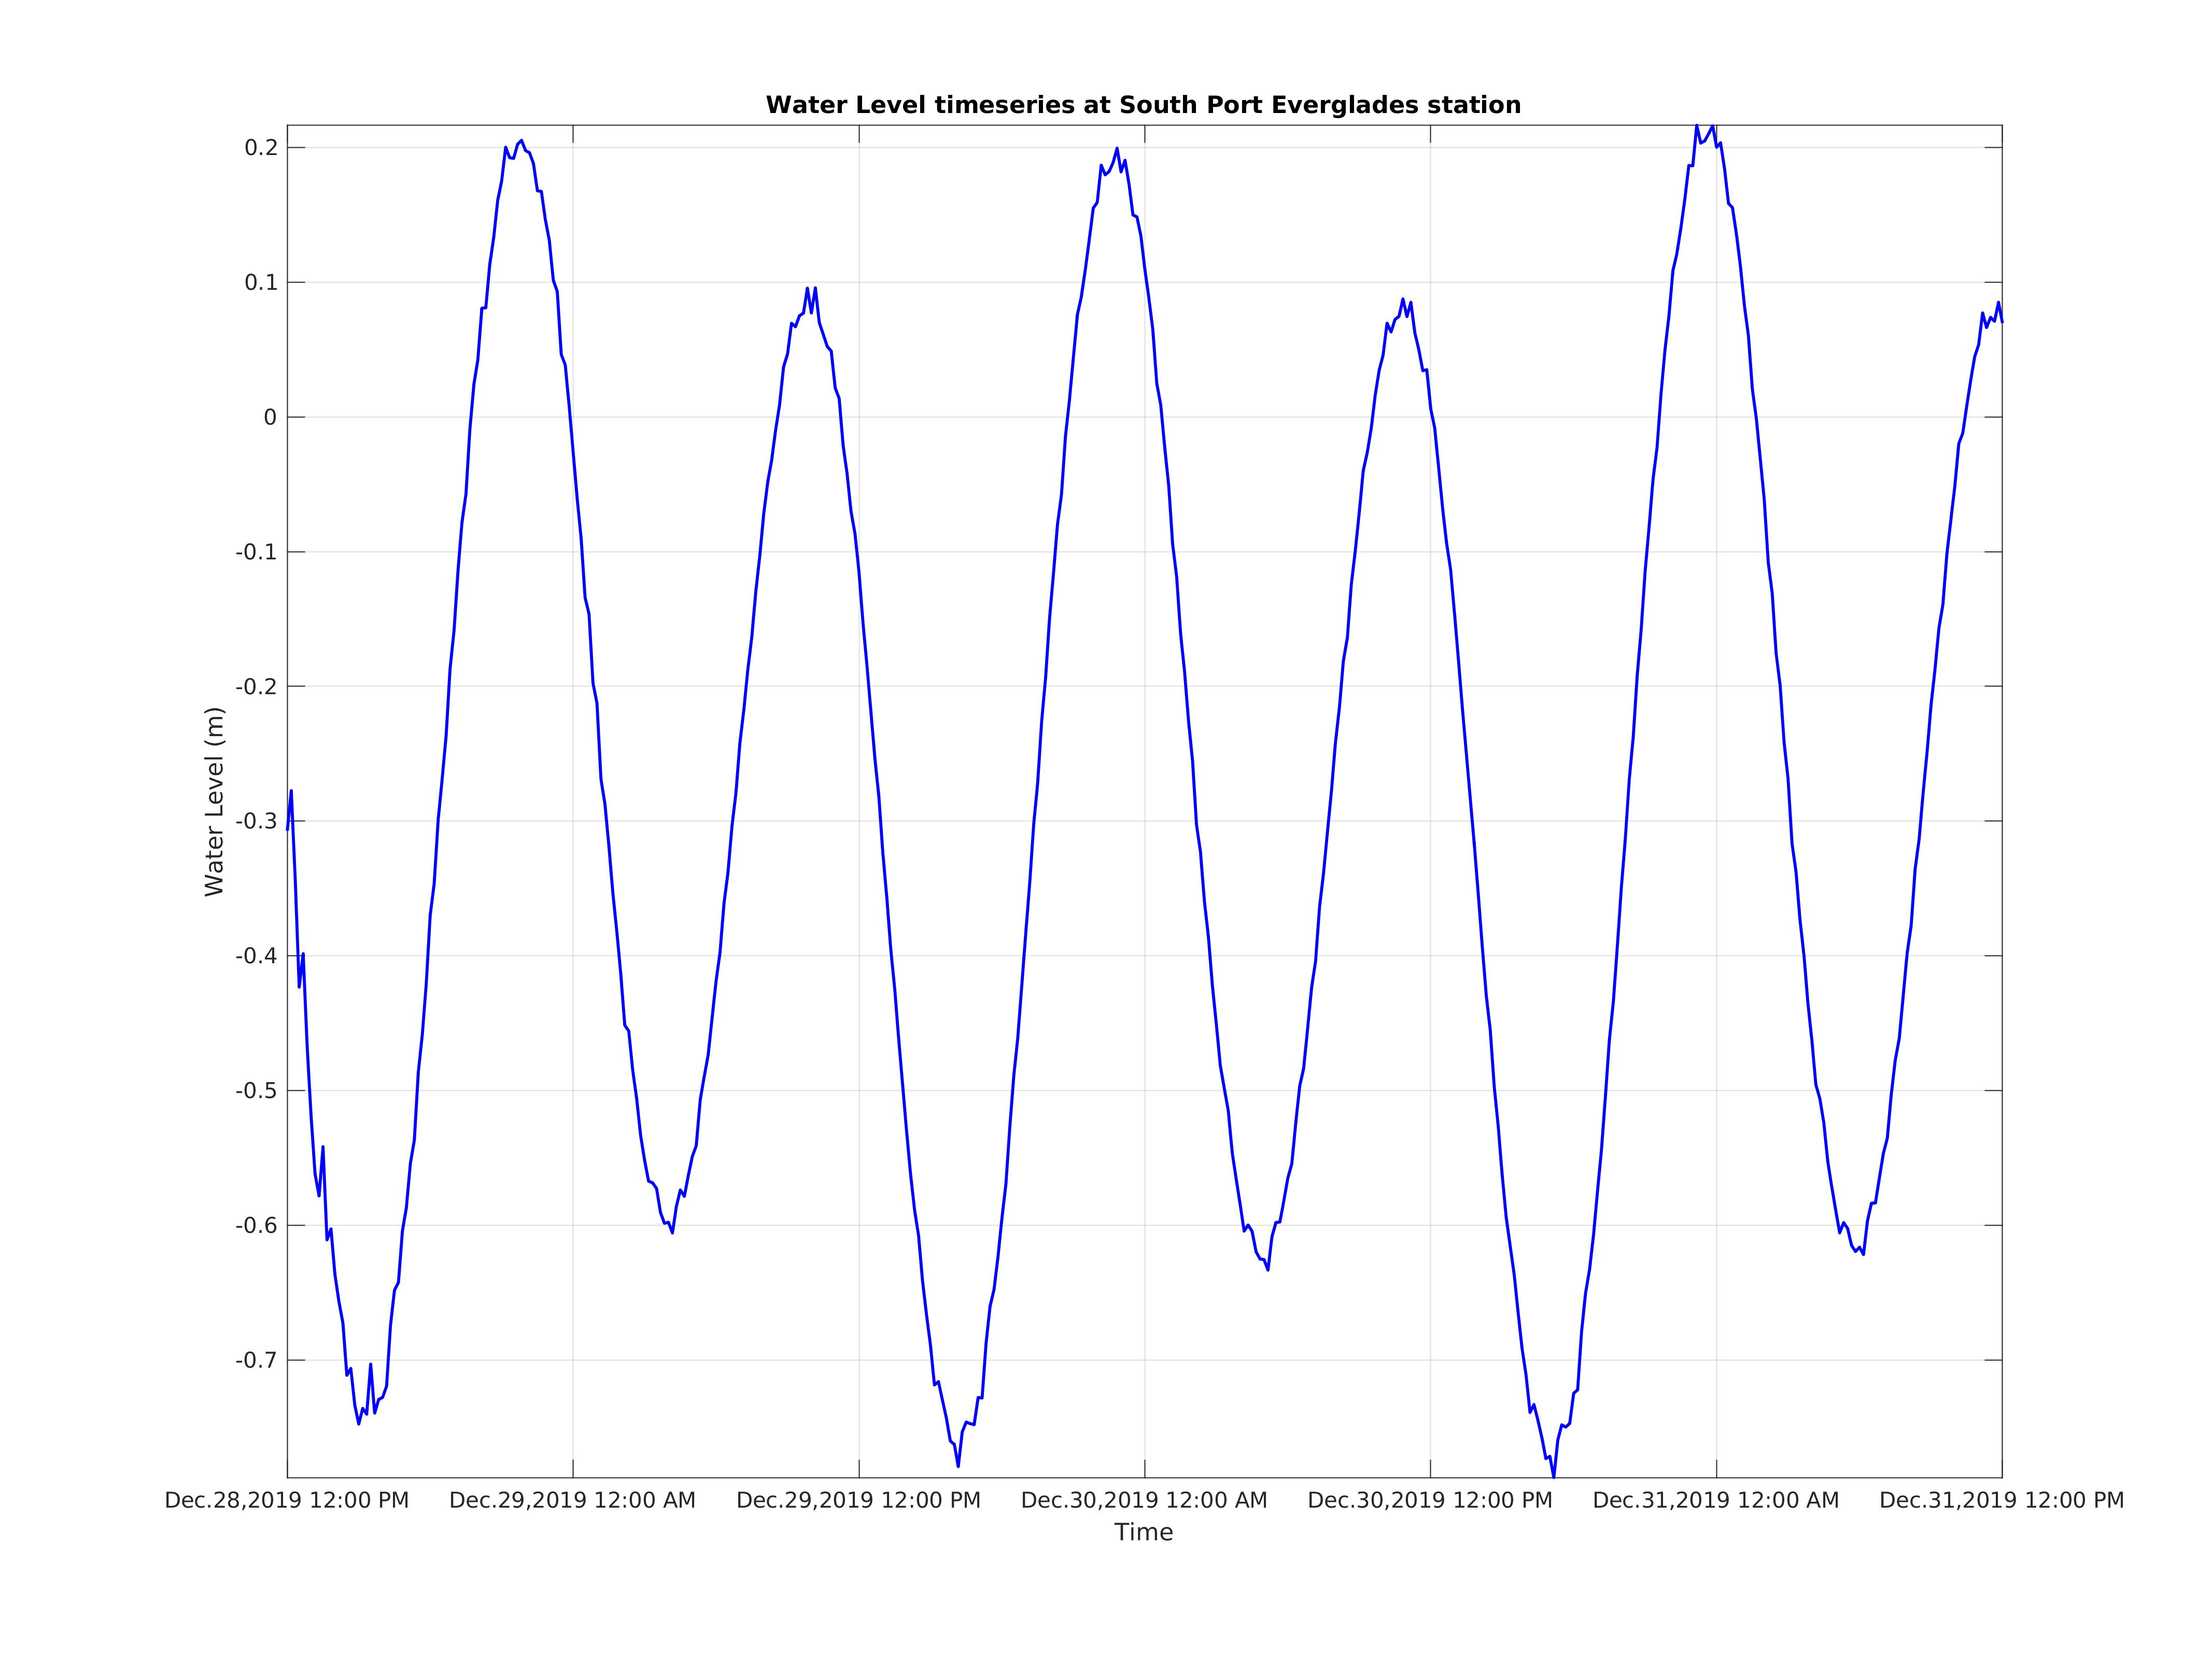 Water Level timeseries at South Port Everglades station
0.2
0.1
0
-0.1
-0.2
-0.3
-0.4
-0.5
-0.6
-0.7
Water Level (m)
Dec.28,2019 12:00 PM Dec.29,2019 12:00 AM Dec.29,2019 12:00 PM Dec.30,2019 12:00 AM Dec.30,2019 12:00 PM Dec.31,2019 12:00 AM Dec.31,2019 12:00 PM
Time